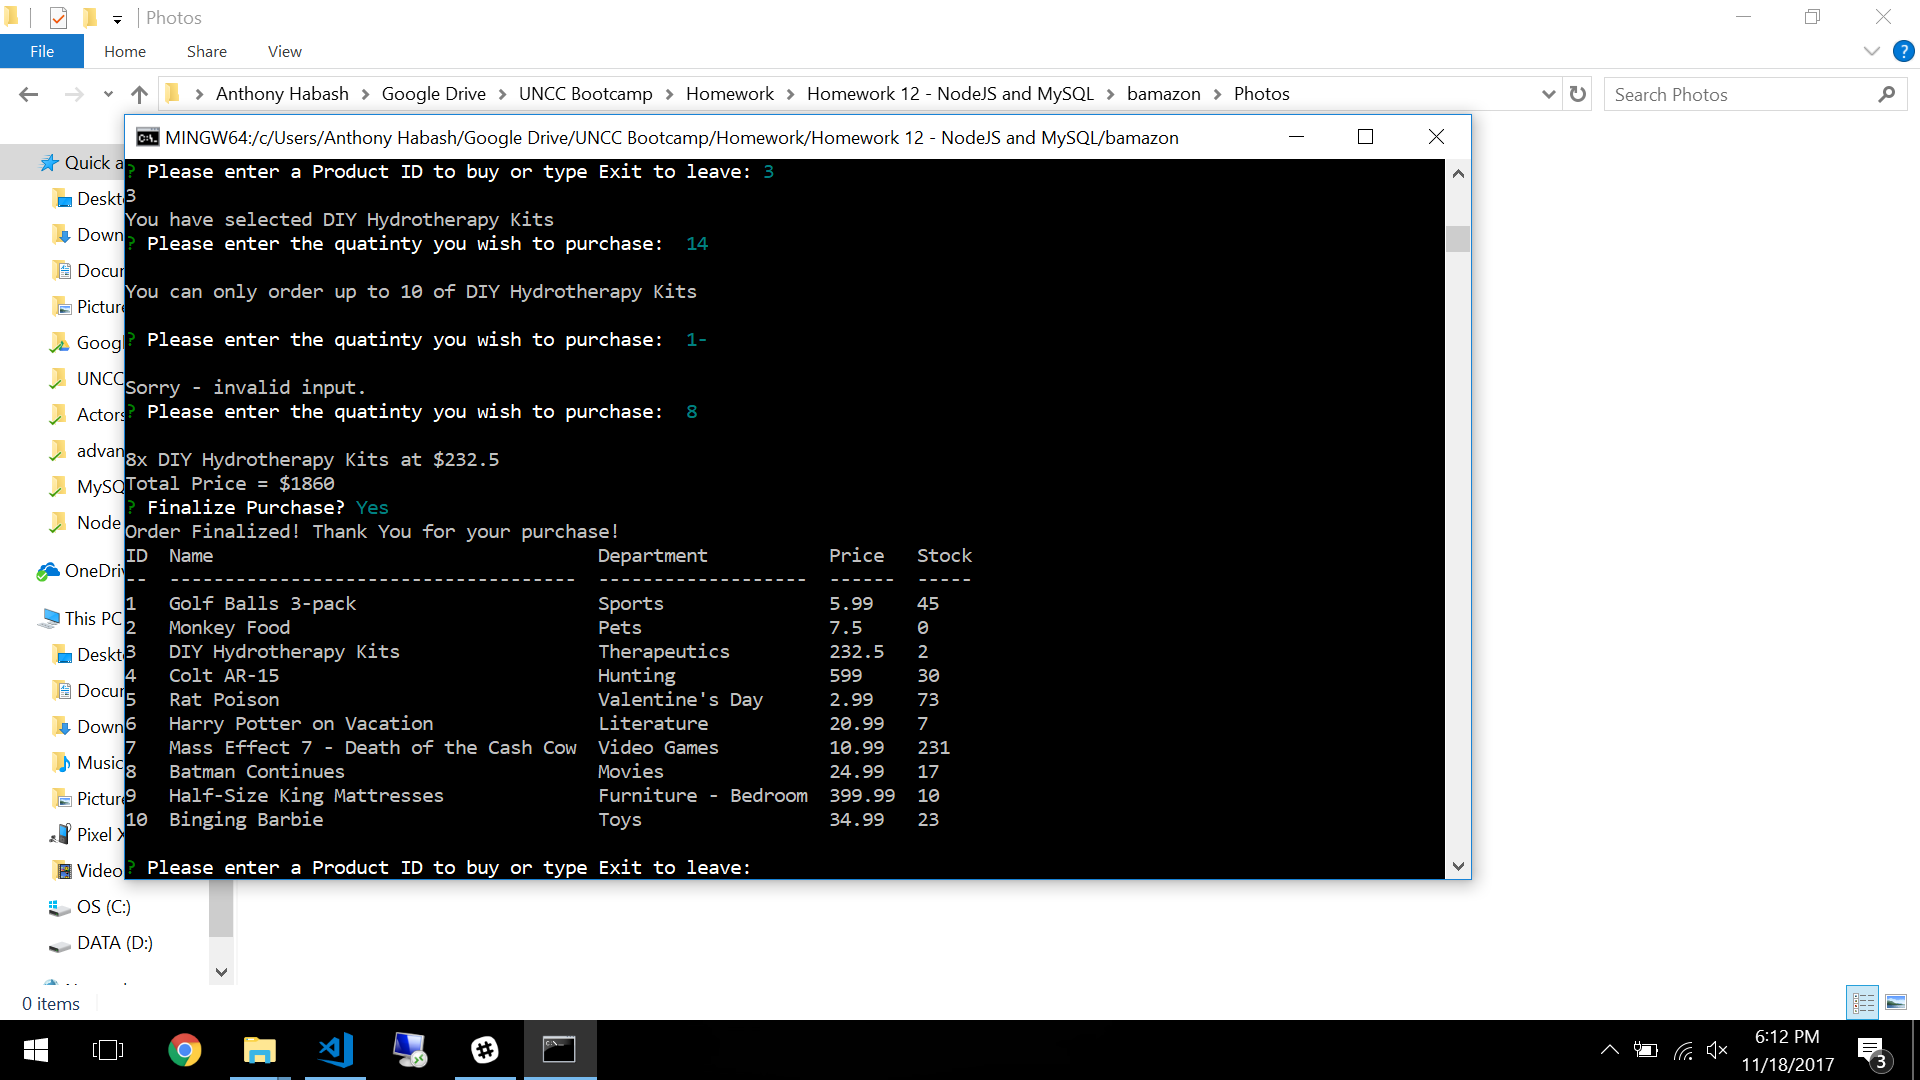 Photos
File Home Share View
Anthony Habash Google Drive UNCC Bootcamp Homework Homework 12 - NodeJS and MySQL bamazon Photos
Search Photos
MINGW64:/c/Users/Anthony Habash/Google Drive/UNCC Bootcamp/Homework/Homework 12 - NodeJS and MySQL/bamazon
? Please enter a Product ID to buy or type Exit to leave: 3
3
You have selected DIY Hydrotherapy Kits
? Please enter the quatinty you wish to purchase:  14
You can only order up to 10 of DIY Hydrotherapy Kits
? Please enter the quatinty you wish to purchase:  1-
Sorry - invalid input.
? Please enter the quatinty you wish to purchase:  8
8x DIY Hydrotherapy Kits at $232.5
Total Price = $1860
? Finalize Purchase? Yes
Order Finalized! Thank You for your purchase!
ID  Name                                   Department           Price   Stock
--  -------------------------------------  -------------------  ------  -----
1   Golf Balls 3-pack                      Sports               5.99    45
2   Monkey Food                            Pets                 7.5     0
3   DIY Hydrotherapy Kits                  Therapeutics         232.5   2
4   Colt AR-15                             Hunting              599     30
5   Rat Poison                             Valentine's Day      2.99    73
6   Harry Potter on Vacation               Literature           20.99   7
7   Mass Effect 7 - Death of the Cash Cow  Video Games          10.99   231
8   Batman Continues                       Movies               24.99   17
9   Half-Size King Mattresses              Furniture - Bedroom  399.99  10
10  Binging Barbie                         Toys                 34.99   23
? Please enter a Product ID to buy or type Exit to leave:
Quick a
Deskt
Down
Docur
Picture
Googl
UNCC
Actors
advan
MySQ
Node
OneDriv
This PC
Deskt
Docur
Down
Music
Picture
Pixel X
Video
OS (C:)
DATA (D:)
0 items
6:12 PM
11/18/2017
3